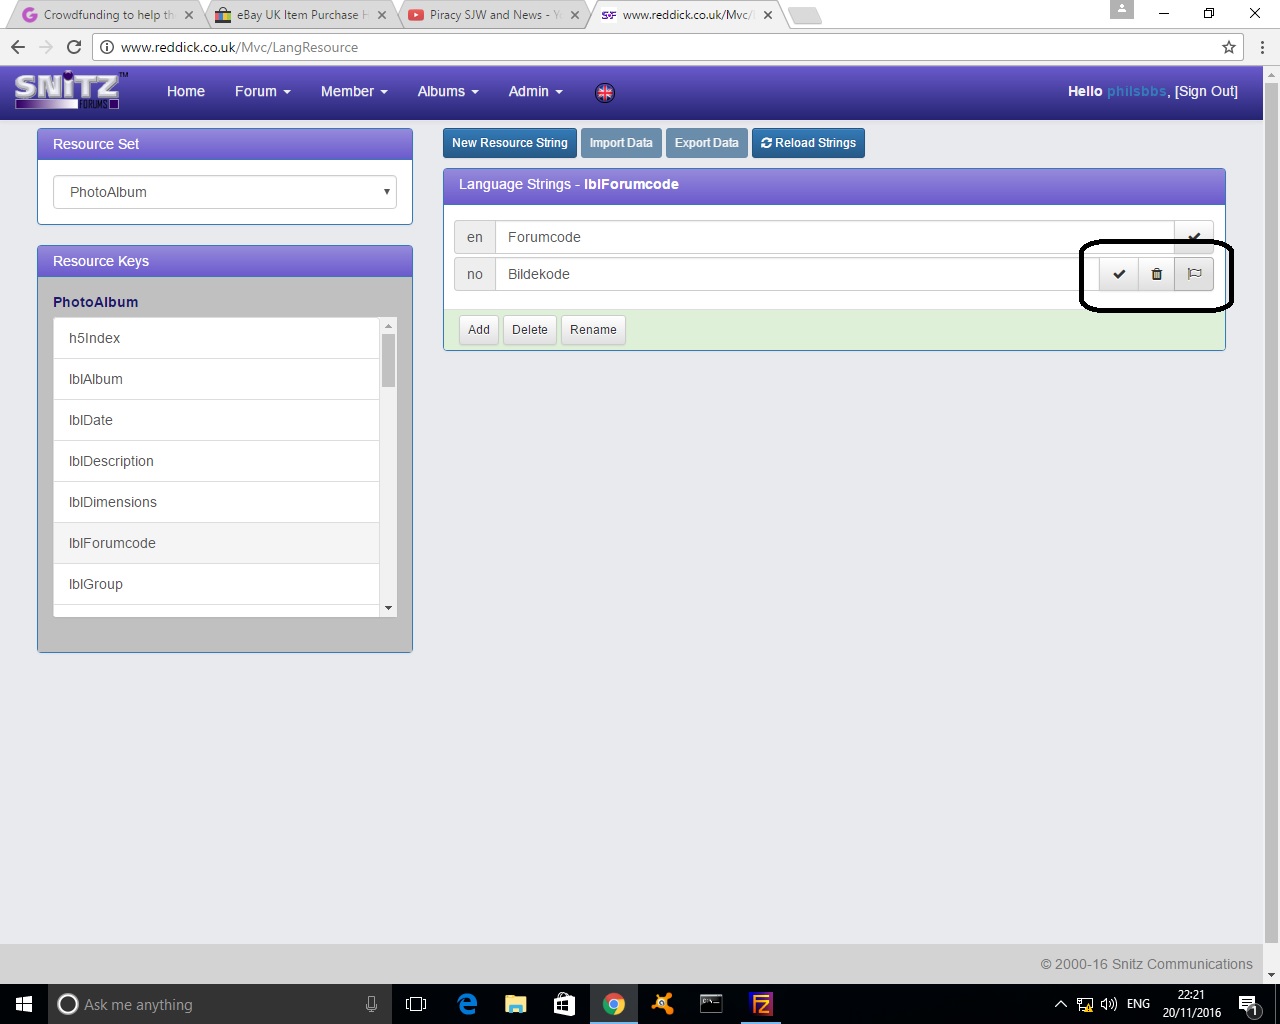 Crowdfunding to help th
eBay UK Item Purchase H
Piracy SJW and News - Y
www.reddick.co.uk/Mvc/
www.reddick.co.uk/Mvc/LangResource
SNiTZ™ FORUMS
Home Forum Member Albums Admin
Hello philsbbs, [Sign Out]
Resource Set
PhotoAlbum
Resource Keys
PhotoAlbum
h5Index
lblAlbum
lblDate
lblDescription
lblDimensions
lblForumcode
lblGroup
New Resource String Import Data Export Data Reload Strings
Language Strings - lblForumcode
en Forumcode
no Bildekode
Add Delete Rename
© 2000-16 Snitz Communications
Ask me anything
ENG
22:21
20/11/2016
1